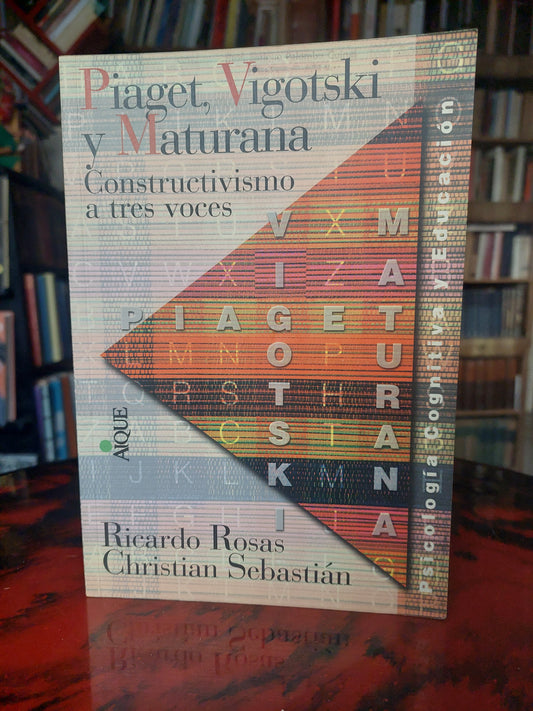 Piaget, Vigotski
y Maturana
Constructivismo
a tres voces
VIGOTSKI
MATURANA
PIAGET
AIQUE
Psicología Cognitiva y Educación
Ricardo Rosas
Christian Sebastián